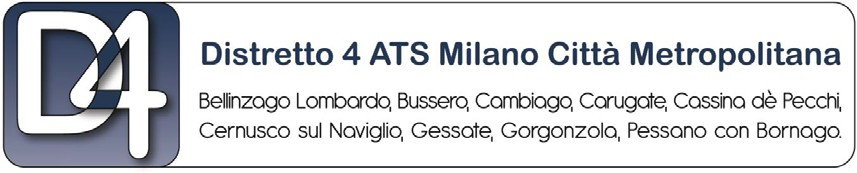 D4
Distretto 4 ATS Milano Città Metropolitana
Bellinzago Lombardo, Bussero, Cambiago, Carugate, Cassina dè Pecchi,
Cernusco sul Naviglio, Gessate, Gorgonzola, Pessano con Bornago.